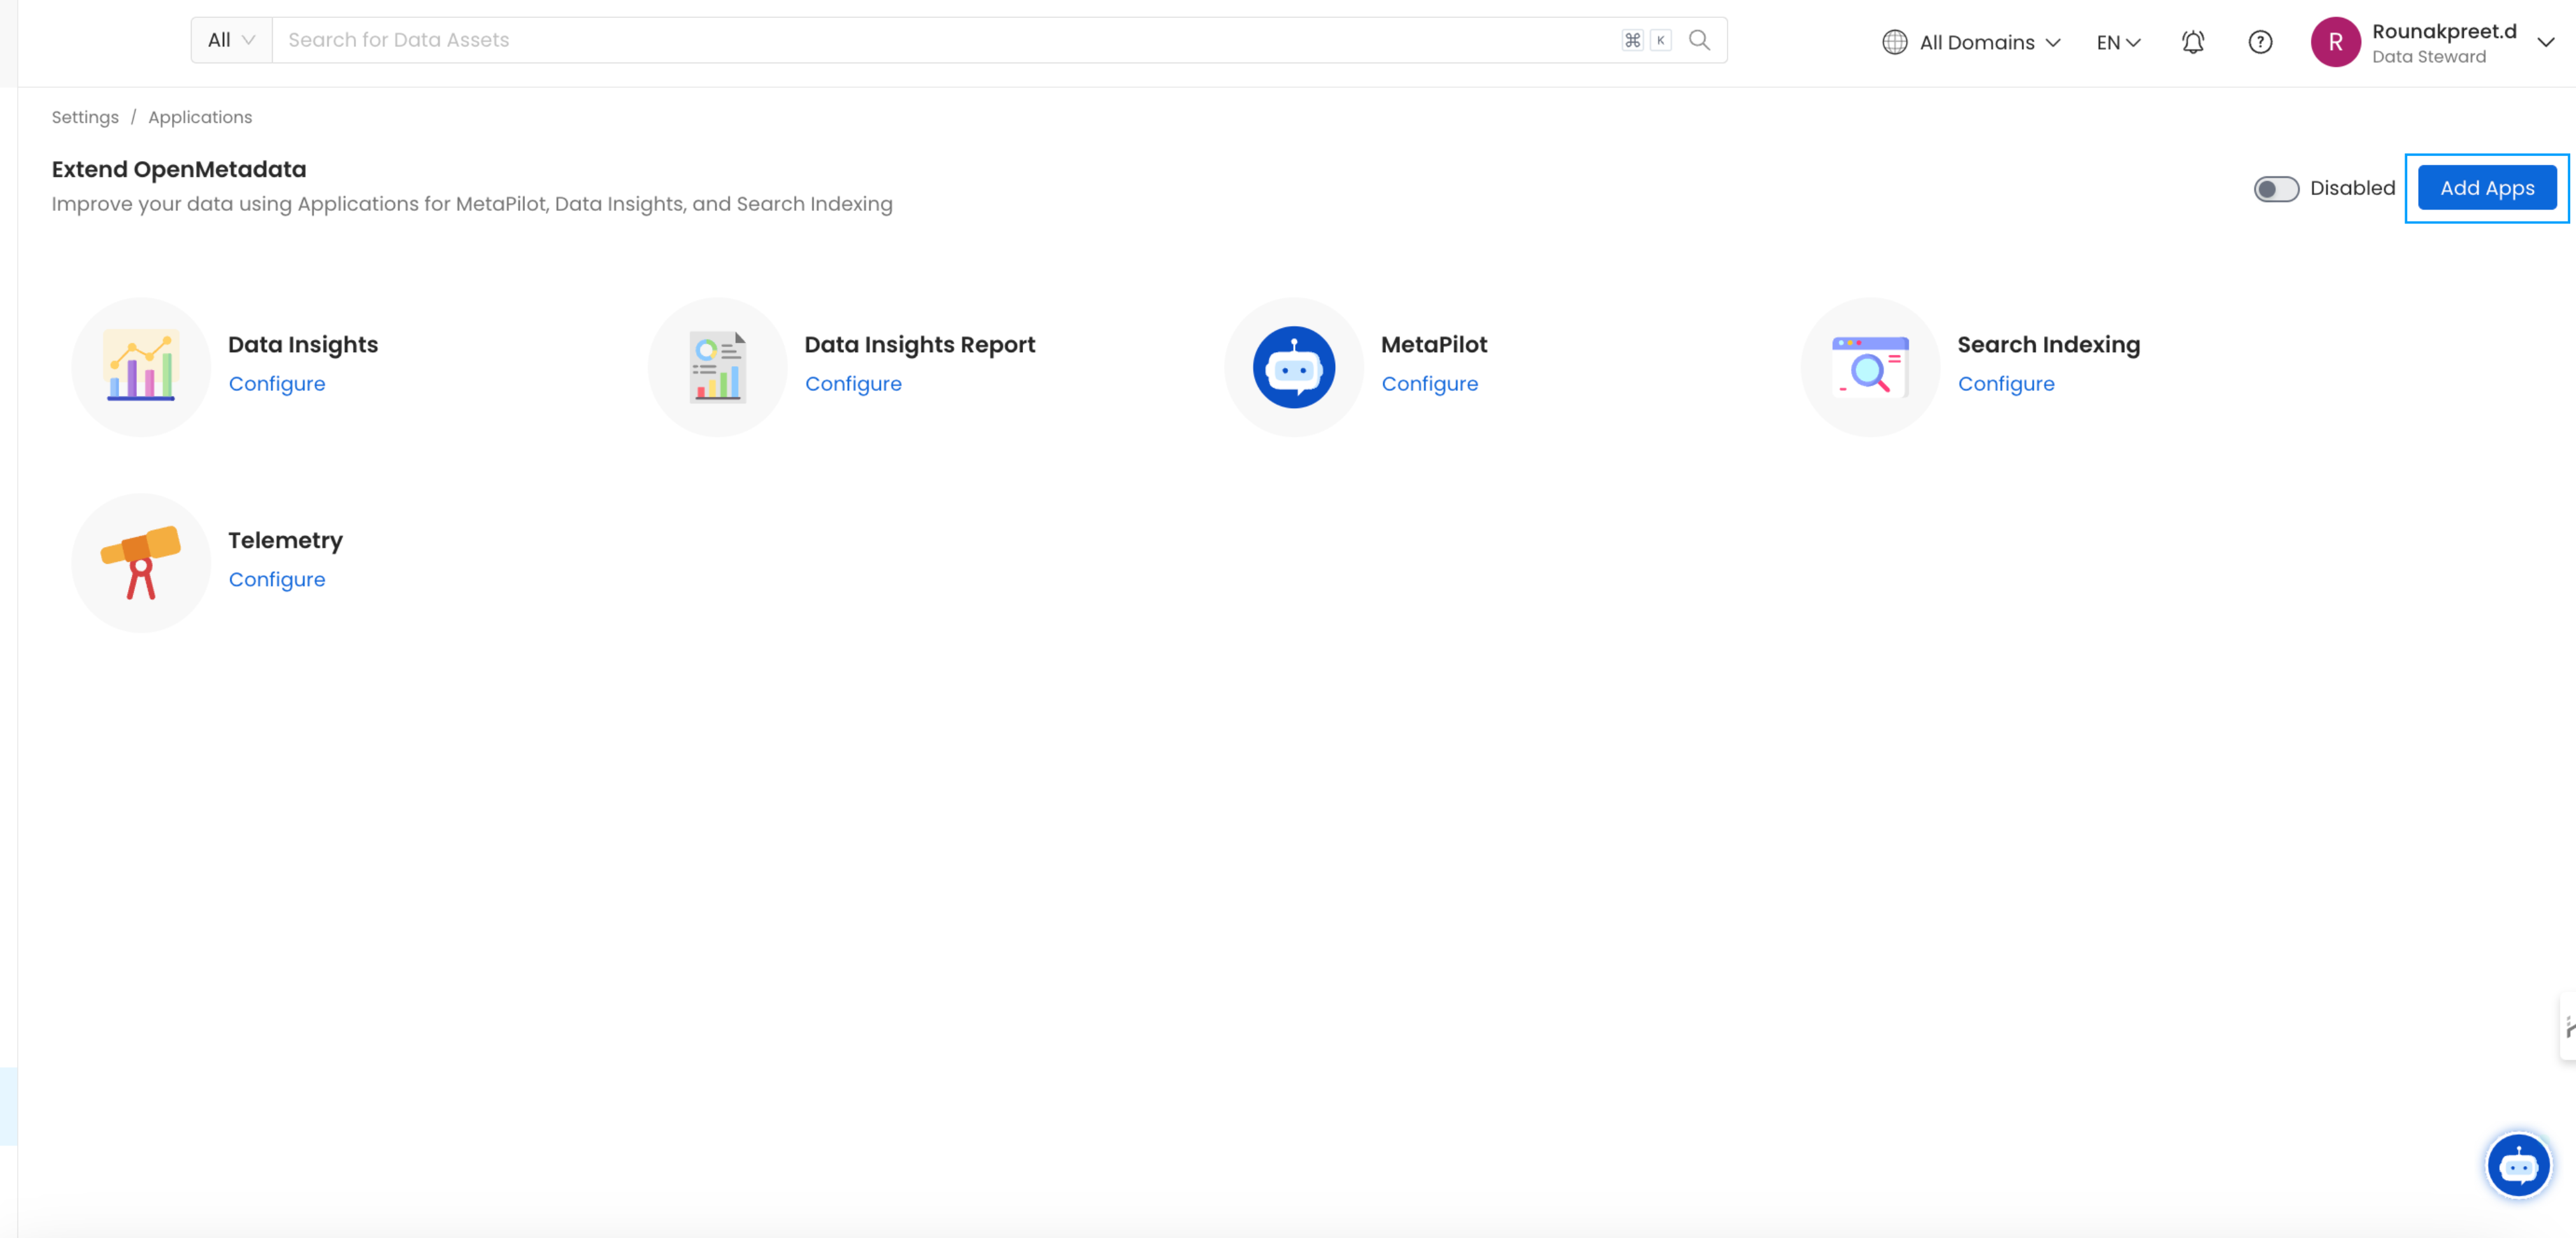 All
Search for Data Assets
⌘ K
All Domains
EN
R
Rounakpreet.d
Data Steward
Settings / Applications
Extend OpenMetadata
Improve your data using Applications for MetaPilot, Data Insights, and Search Indexing
Disabled
Add Apps
Data Insights
Configure
Data Insights Report
Configure
MetaPilot
Configure
Search Indexing
Configure
Telemetry
Configure